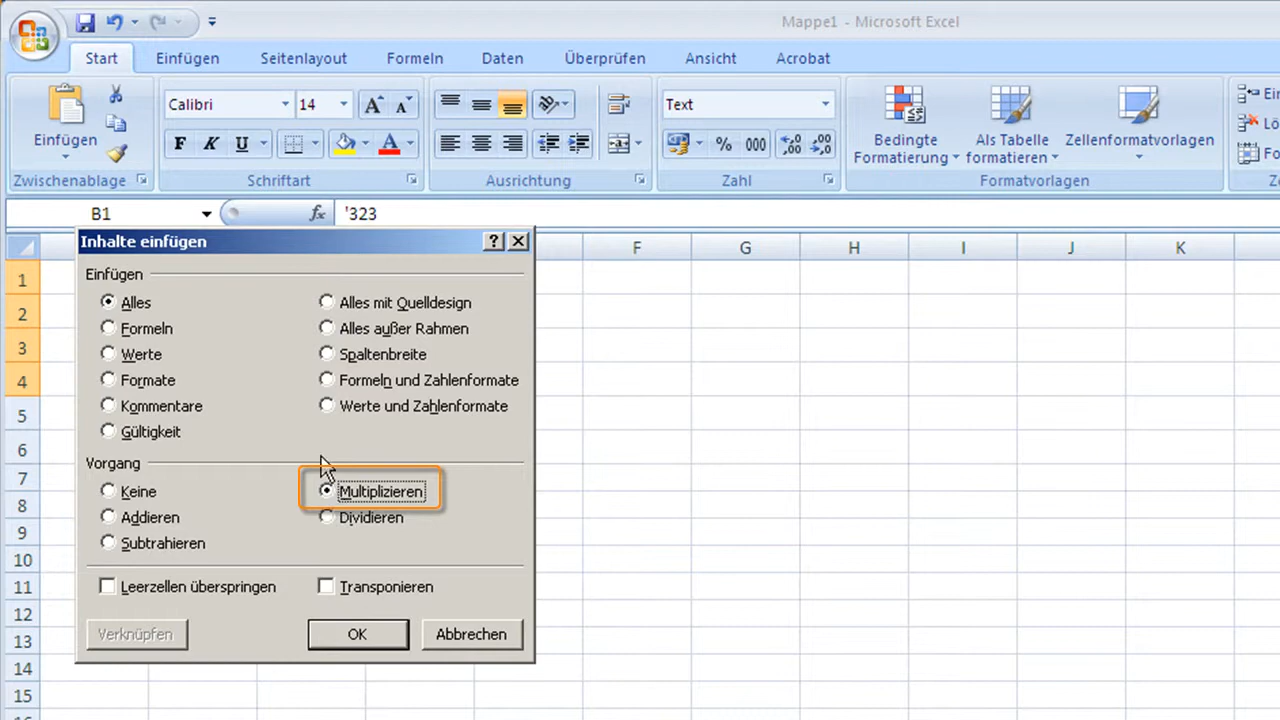 Mappe1 - Microsoft Excel
Start Einfügen Seitenlayout Formeln Daten Überprüfen Ansicht Acrobat
Calibri 14 Text
Einfügen F K U % 000 ,00 ,00 Bedingte Formatierung Als Tabelle formatieren Zellenformatvorlagen
Zwischenablage Schriftart Ausrichtung Zahl Formatvorlagen
B1 fx '323
F G H I J K
Inhalte einfügen
Einfügen
Alles Alles mit Quelldesign
Formeln Alles außer Rahmen
Werte Spaltenbreite
Formate Formeln und Zahlenformate
Kommentare Werte und Zahlenformate
Gültigkeit
Vorgang
Keine Multiplizieren
Addieren Dividieren
Subtrahieren
Leerzellen überspringen Transponieren
Verknüpfen OK Abbrechen
1
2
3
4
5
6
7
8
9
10
11
12
13
14
15